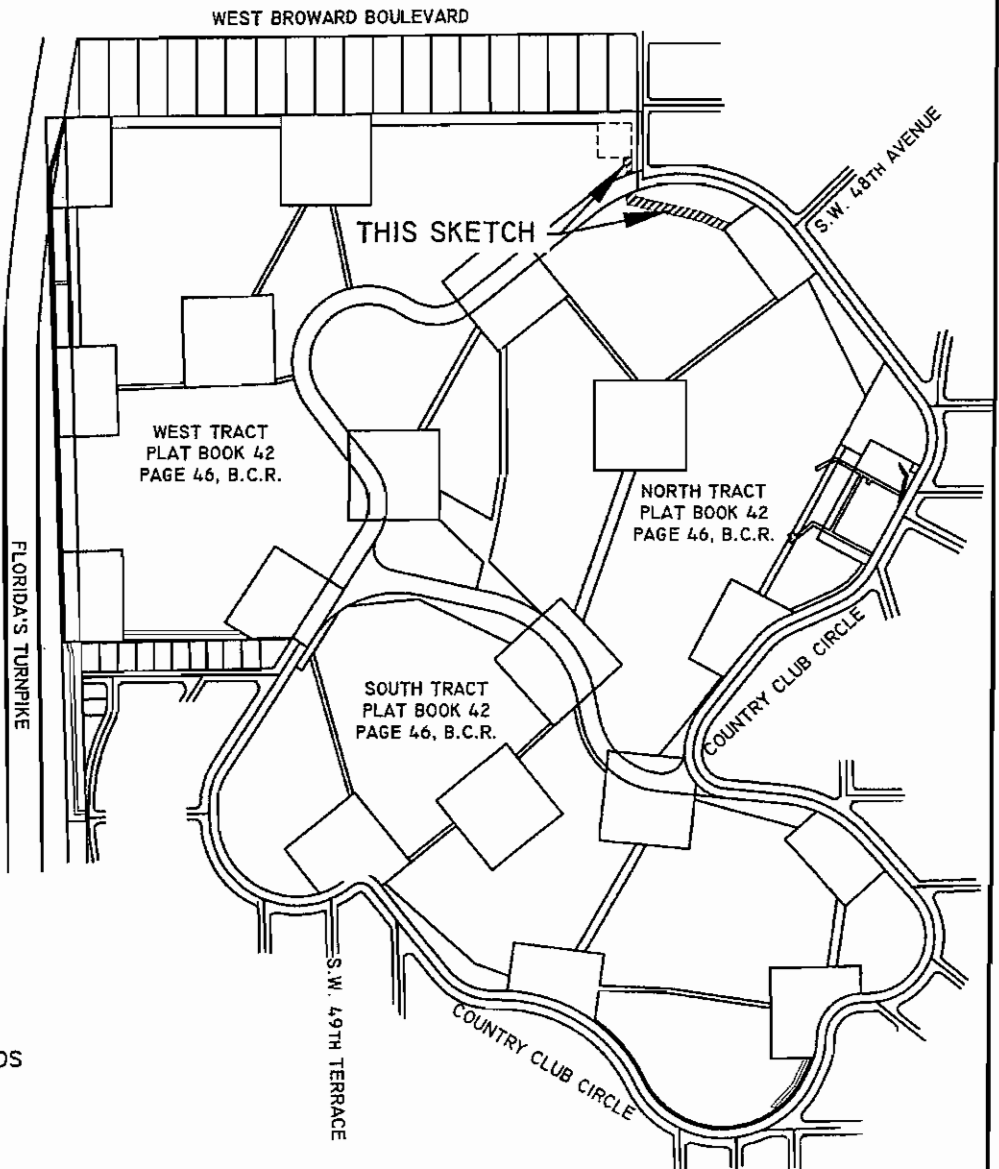 WEST BROWARD BOULEVARD
S.W. 48TH AVENUE
THIS SKETCH
WEST TRACT
PLAT BOOK 42
PAGE 46, B.C.R.
NORTH TRACT
PLAT BOOK 42
PAGE 46, B.C.R.
FLORIDA'S TURNPIKE
COUNTRY CLUB CIRCLE
SOUTH TRACT
PLAT BOOK 42
PAGE 46, B.C.R.
S.W. 49TH TERRACE
COUNTRY CLUB CIRCLE
DS